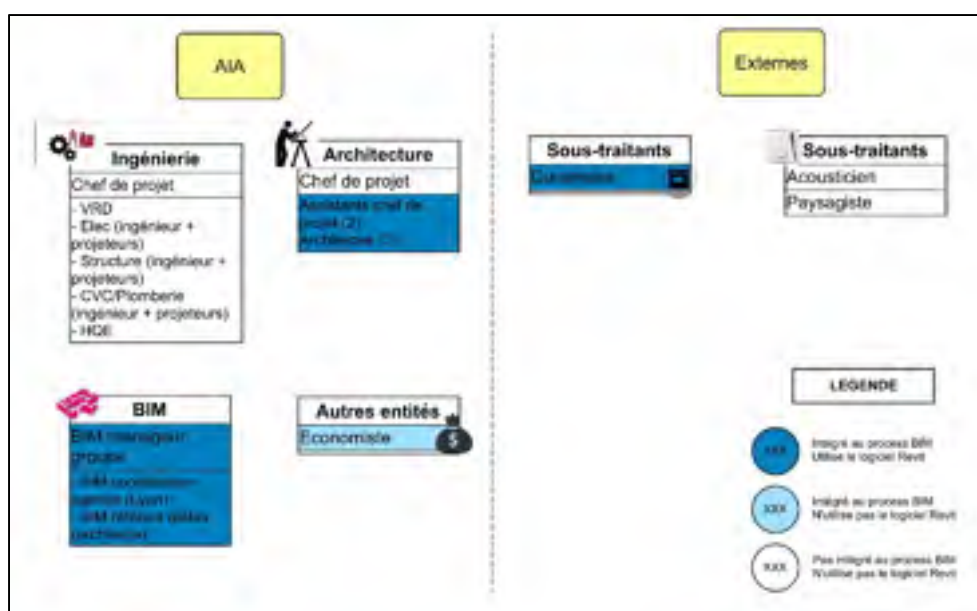 AIA
Externes
Ingénierie
Chef de projet
- VRD
- Elec (ingénieur +
projeteurs)
- Structure (ingénieur +
projeteurs)
- CVC/Plomberie
(ingénieur + projeteurs)
- HQE
Architecture
Chef de projet
Assistants chef de
projet (2)
Architecte
Sous-traitants
Sous-traitants
Acousticien
Paysagiste
BIM
BIM manager
groupe
- BIM
- BIM
Autres entités
Economiste
$
LEGENDE
XXX
Intégré au process BIM
Utilise le logiciel Revit
XXX
Intégré au process BIM
N'utilise pas le logiciel Revit
XXX
Pas intégré au process BIM
N'utilise pas le logiciel Revit